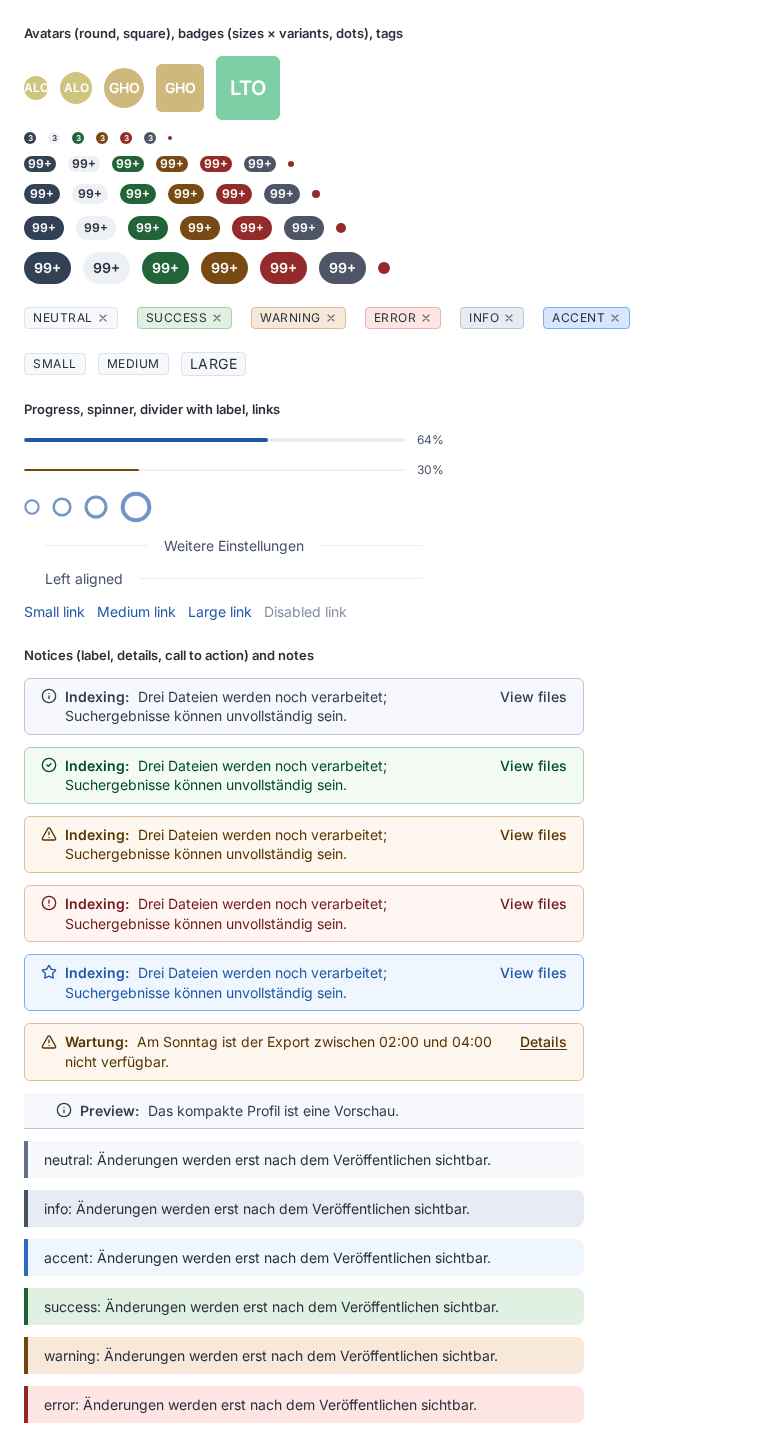 Avatars (round, square), badges (sizes × variants, dots), tags
ALO ALO GHO GHO LTO
3 3 3 3 3 3
99+ 99+ 99+ 99+ 99+ 99+
99+ 99+ 99+ 99+ 99+ 99+
99+ 99+ 99+ 99+ 99+ 99+
99+ 99+ 99+ 99+ 99+ 99+
NEUTRAL SUCCESS WARNING ERROR INFO ACCENT
SMALL MEDIUM LARGE
Progress, spinner, divider with label, links
64%
30%
Weitere Einstellungen
Left aligned
Small link Medium link Large link Disabled link
Notices (label, details, call to action) and notes
Indexing: Drei Dateien werden noch verarbeitet; View files
Suchergebnisse können unvollständig sein.
Indexing: Drei Dateien werden noch verarbeitet; View files
Suchergebnisse können unvollständig sein.
Indexing: Drei Dateien werden noch verarbeitet; View files
Suchergebnisse können unvollständig sein.
Indexing: Drei Dateien werden noch verarbeitet; View files
Suchergebnisse können unvollständig sein.
Indexing: Drei Dateien werden noch verarbeitet; View files
Suchergebnisse können unvollständig sein.
Wartung: Am Sonntag ist der Export zwischen 02:00 und 04:00 Details
nicht verfügbar.
Preview: Das kompakte Profil ist eine Vorschau.
neutral: Änderungen werden erst nach dem Veröffentlichen sichtbar.
info: Änderungen werden erst nach dem Veröffentlichen sichtbar.
accent: Änderungen werden erst nach dem Veröffentlichen sichtbar.
success: Änderungen werden erst nach dem Veröffentlichen sichtbar.
warning: Änderungen werden erst nach dem Veröffentlichen sichtbar.
error: Änderungen werden erst nach dem Veröffentlichen sichtbar.